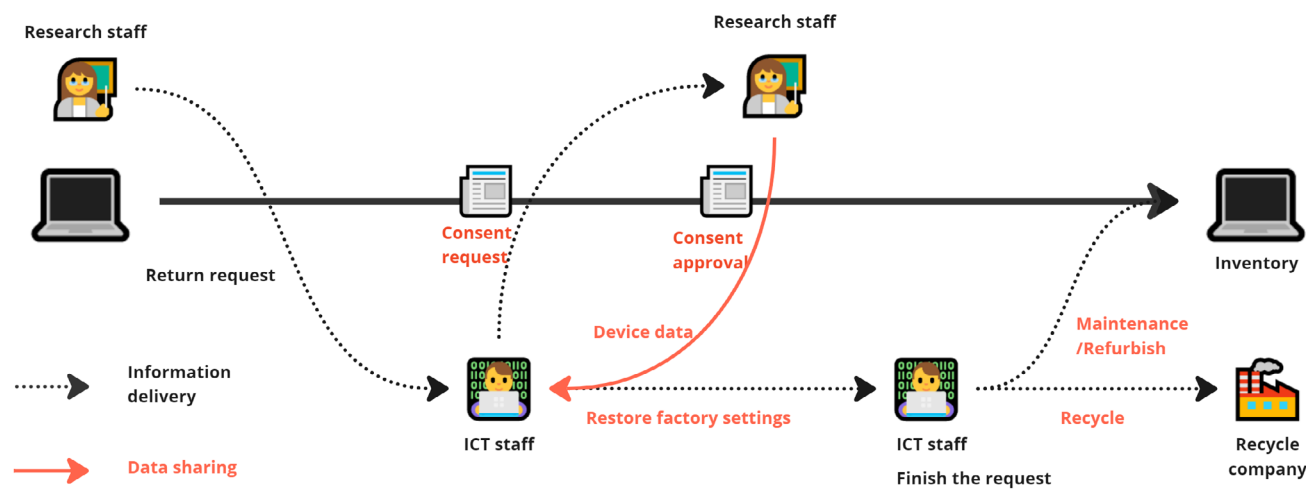 Research staff
Research staff
Consent
request
Consent
approval
Return request
Inventory
Device data
Maintenance
/Refurbish
Information
delivery
Restore factory settings
Recycle
ICT staff
ICT staff
Recycle
company
Data sharing
Finish the request